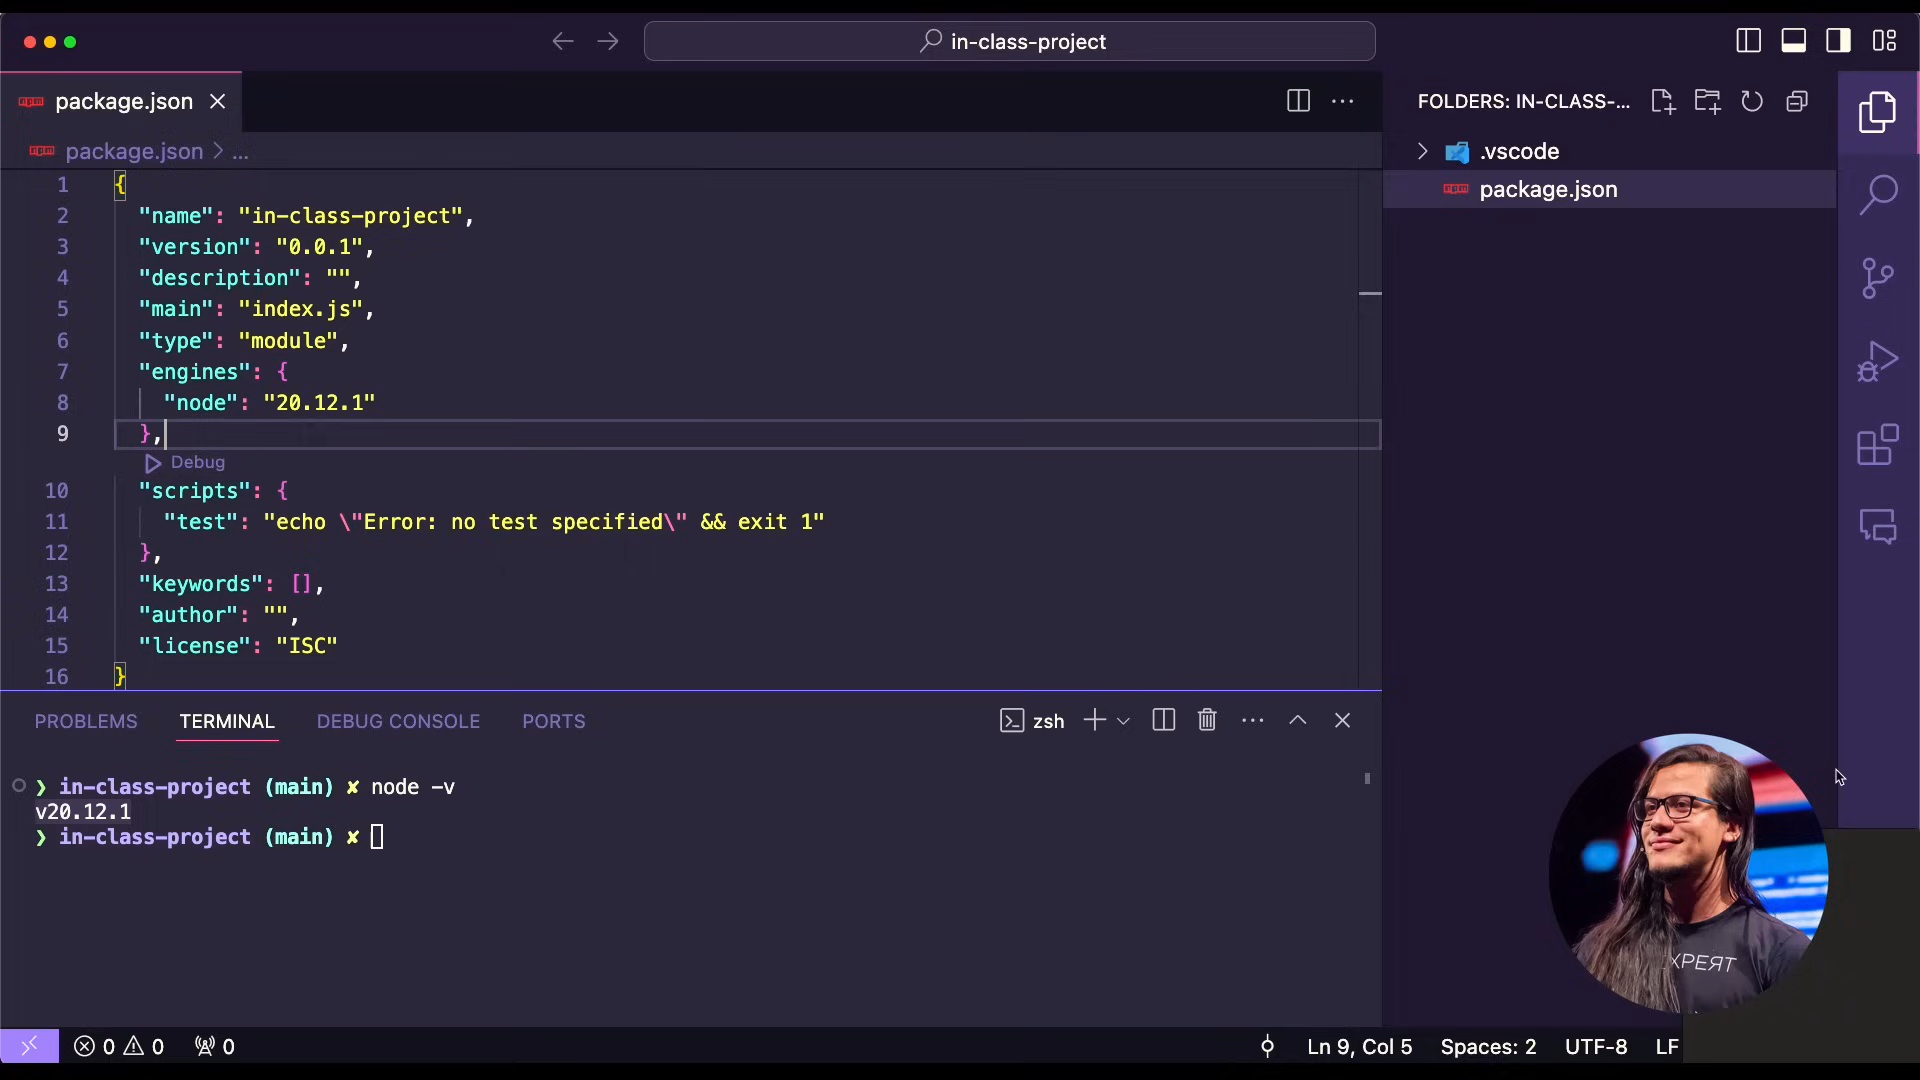 in-class-project
package.json
FOLDERS: IN-CLASS-...
package.json > ...
.vscode
package.json
1 {
2 "name": "in-class-project",
3 "version": "0.0.1",
4 "description": "",
5 "main": "index.js",
6 "type": "module",
7 "engines": {
8 "node": "20.12.1"
9 },
Debug
10 "scripts": {
11 "test": "echo \"Error: no test specified\" && exit 1"
12 },
13 "keywords": [],
14 "author": "",
15 "license": "ISC"
16 }
PROBLEMS TERMINAL DEBUG CONSOLE PORTS zsh
❯ in-class-project (main) ✘ node -v
v20.12.1
❯ in-class-project (main) ✘
XPEЯT
0 0 0 Ln 9, Col 5 Spaces: 2 UTF-8 LF